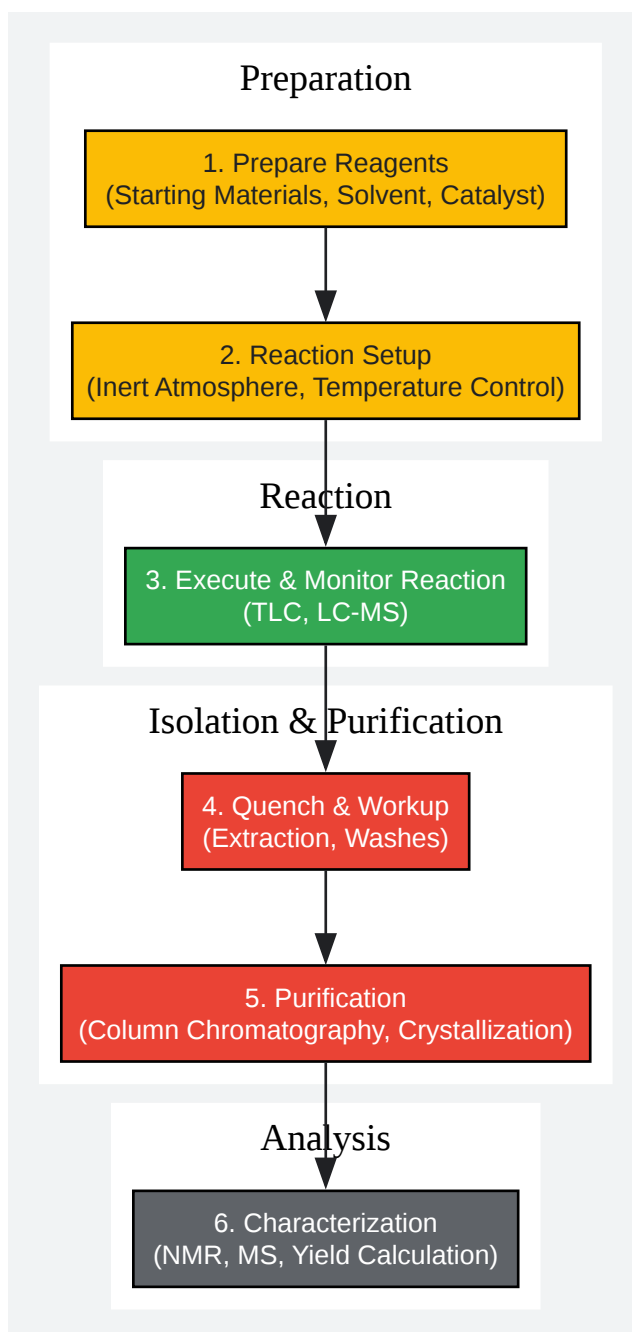 Preparation
1. Prepare Reagents
(Starting Materials, Solvent, Catalyst)
2. Reaction Setup
(Inert Atmosphere, Temperature Control)
Reaction
3. Execute & Monitor Reaction
(TLC, LC-MS)
Isolation & Purification
4. Quench & Workup
(Extraction, Washes)
5. Purification
(Column Chromatography, Crystallization)
Analysis
6. Characterization
(NMR, MS, Yield Calculation)